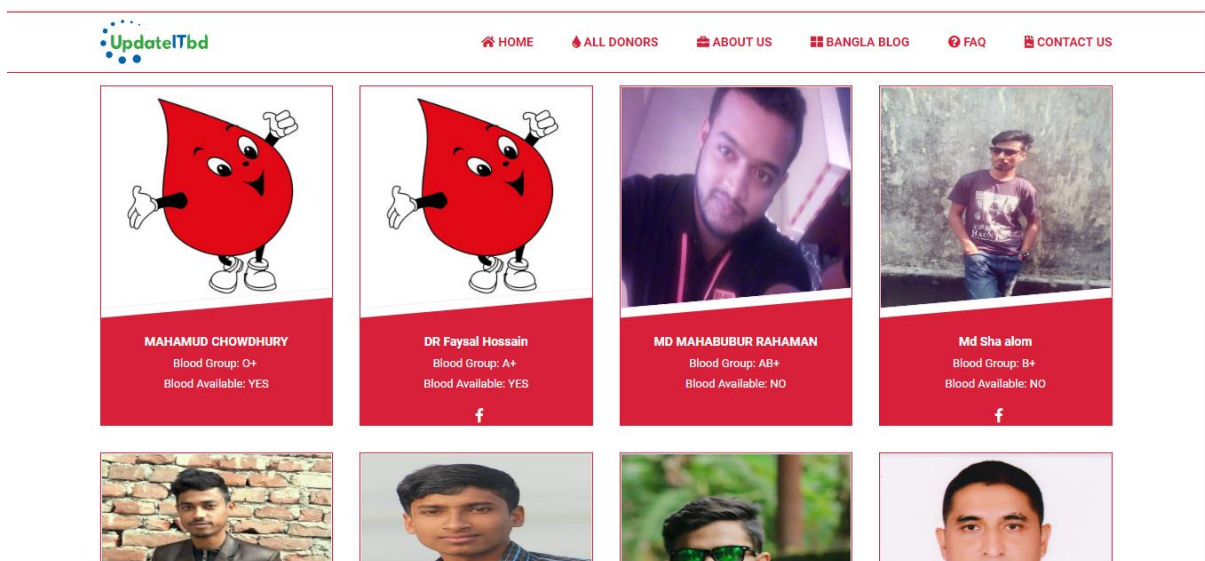 UpdateITbd
HOME ALL DONORS ABOUT US BANGLA BLOG FAQ CONTACT US
MAHAMUD CHOWDHURY
Blood Group: O+
Blood Available: YES
DR Faysal Hossain
Blood Group: A+
Blood Available: YES
MD MAHABUBUR RAHAMAN
Blood Group: AB+
Blood Available: NO
Md Sha alom
Blood Group: B+
Blood Available: NO